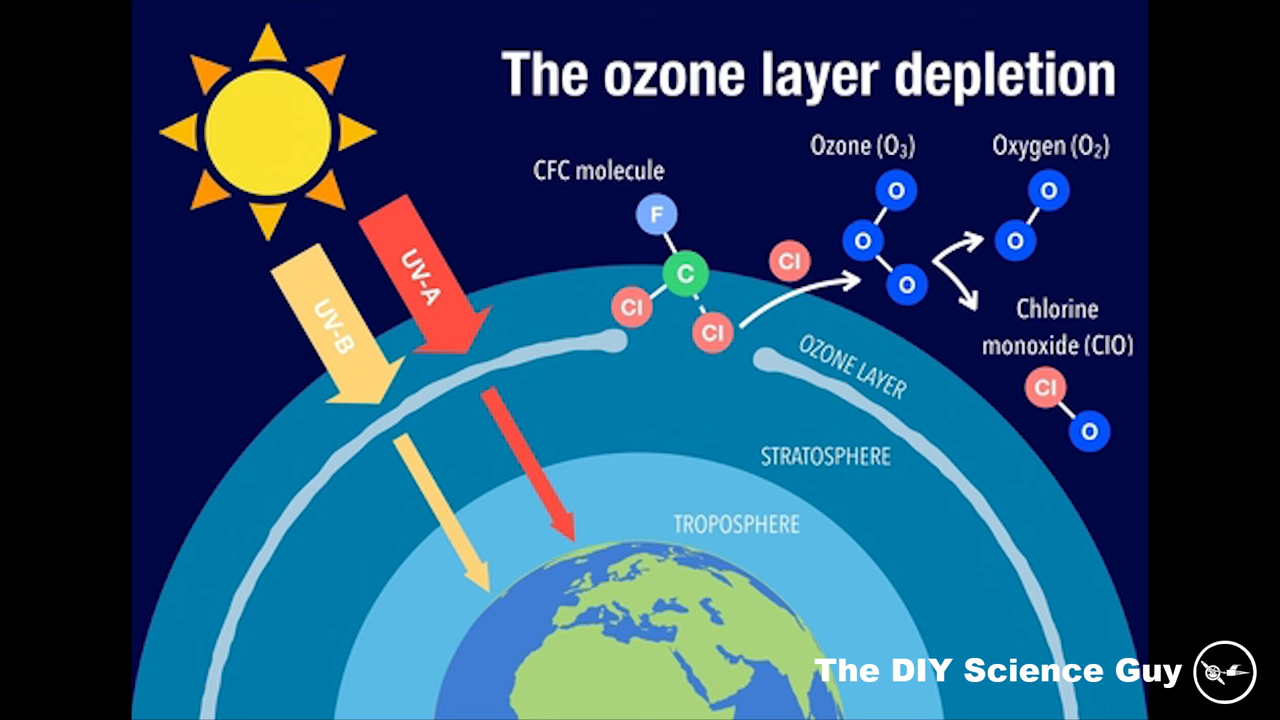 The ozone layer depletion
CFC molecule
Ozone (O₃)
Oxygen (O₂)
F
C
Cl
Cl
Cl
O
O
O
O
O
Chlorine
monoxide (ClO)
Cl
O
UV-A
UV-B
OZONE LAYER
STRATOSPHERE
TROPOSPHERE
The DIY Science Guy